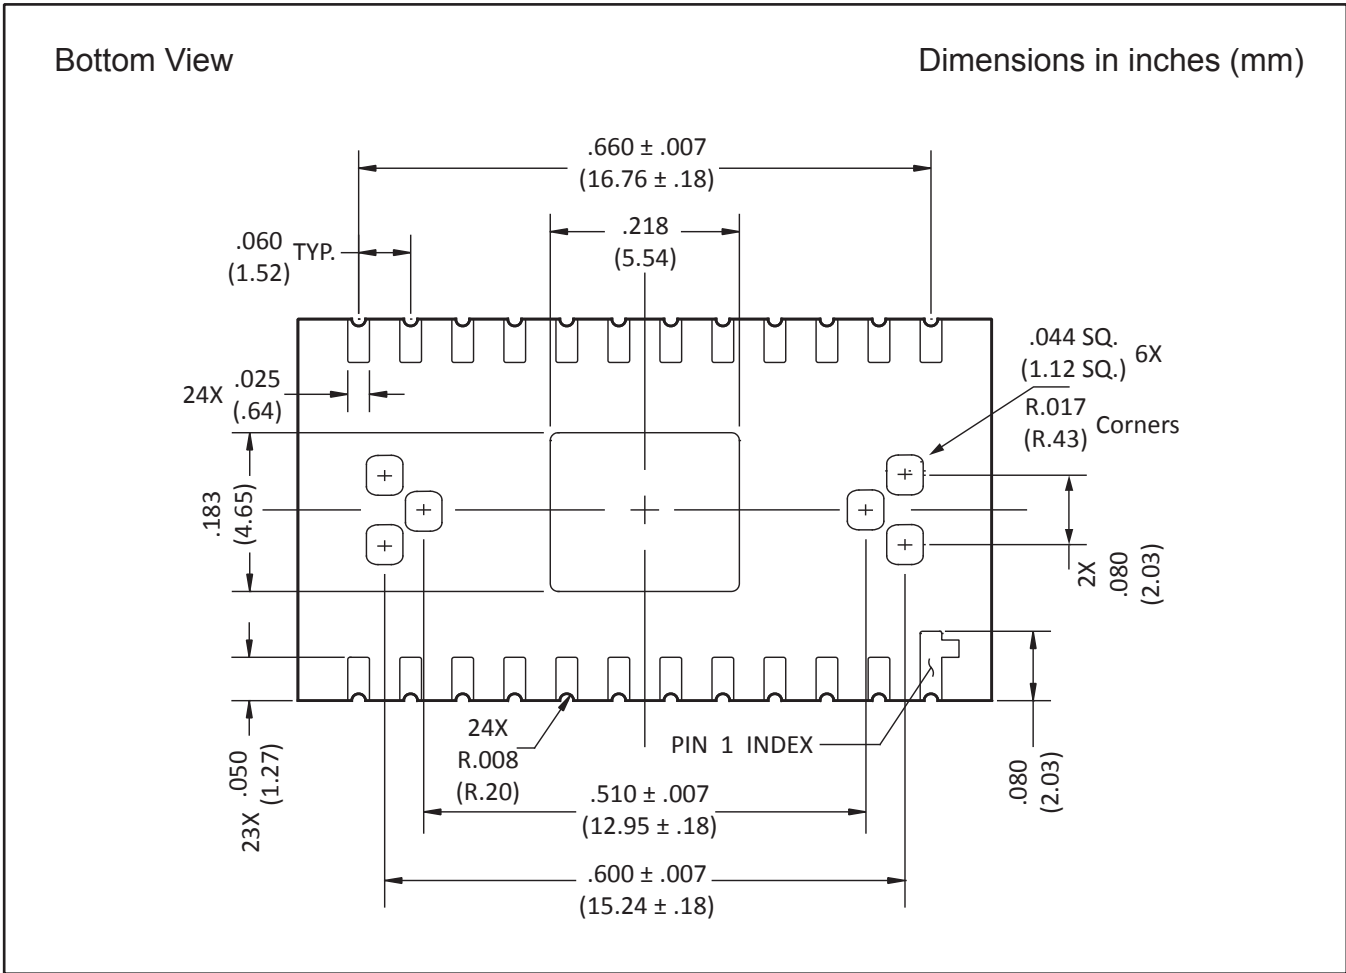 Bottom View
Dimensions in inches (mm)
.660 ± .007
(16.76 ± .18)
.218
(5.54)
.060
(1.52)
TYP.
.044 SQ.
(1.12 SQ.)
6X
R.017
(R.43)
Corners
24X
.025
(.64)
.183
(4.65)
2X
.080
(2.03)
24X
R.008
(R.20)
PIN 1 INDEX
23X
.050
(1.27)
.080
(2.03)
.510 ± .007
(12.95 ± .18)
.600 ± .007
(15.24 ± .18)